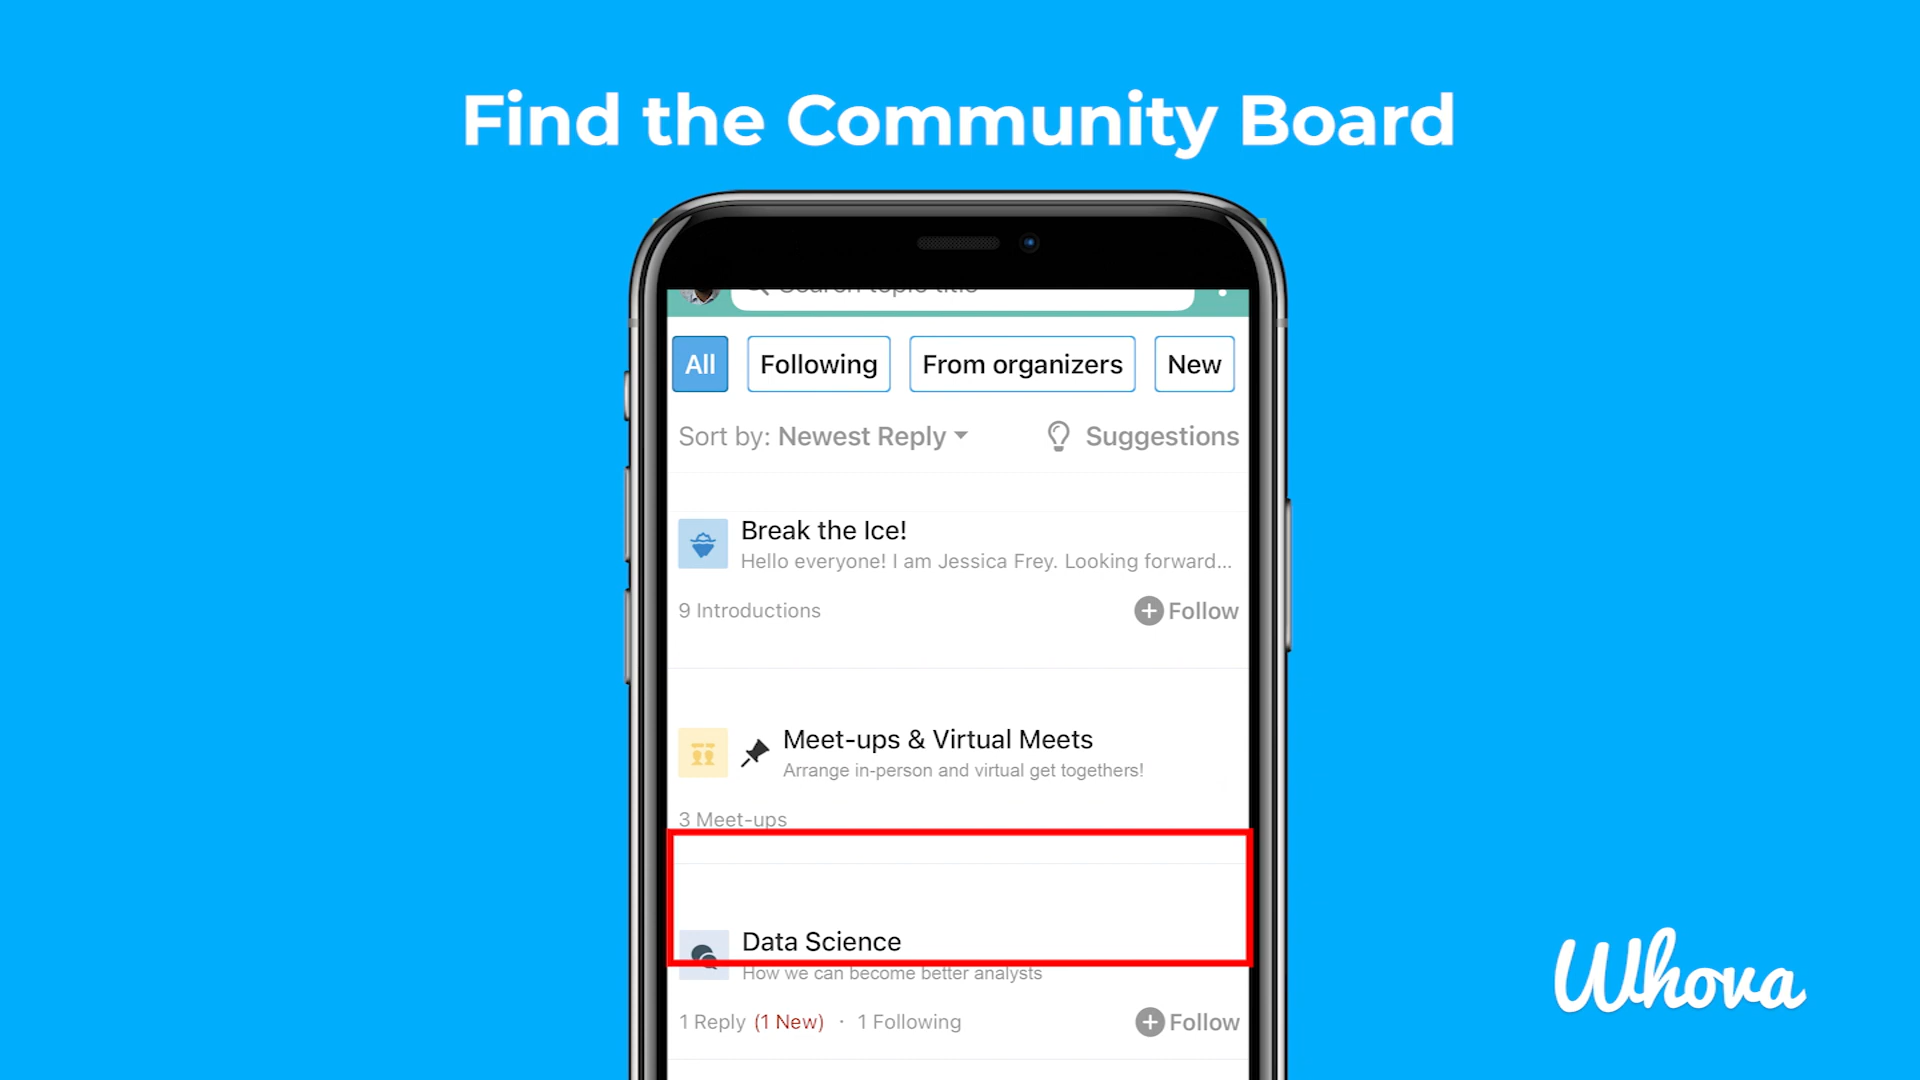 Find the Community Board
Search topic title
All
Following
From organizers
New
Sort by: Newest Reply
Suggestions
Break the Ice!
Hello everyone! I am Jessica Frey. Looking forward...
9 Introductions
Follow
Meet-ups & Virtual Meets
Arrange in-person and virtual get togethers!
3 Meet-ups
Data Science
How we can become better analysts
1 Reply (1 New) · 1 Following
Follow
Whova